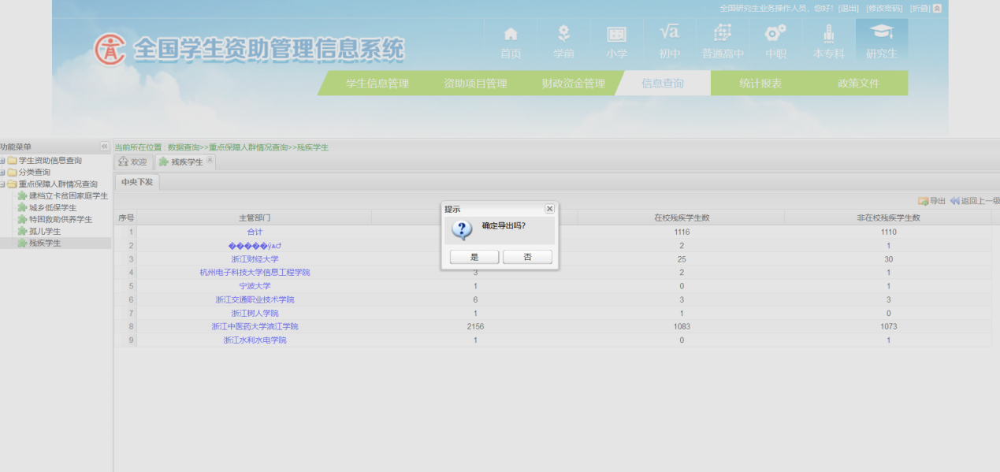 全国研究生业务操作人员，您好! [退出] [修改密码] [折叠]
全国学生资助管理信息系统
首页 学前 小学 初中 普通高中 中职 本专科 研究生
学生信息管理 资助项目管理 财政资金管理 信息查询 统计报表 政策文件
功能菜单
当前所在位置 : 数据查询>>重点保障人群情况查询>>残疾学生
学生资助信息查询
分类查询
重点保障人群情况查询
建档立卡贫困家庭学生
城乡低保学生
特困救助供养学生
孤儿学生
残疾学生
欢迎 残疾学生
中央下发
导出 返回上一级
序号 主管部门 在校残疾学生数 非在校残疾学生数
1 合计 1116 1110
2 2 1
3 浙江财经大学 25 30
4 杭州电子科技大学信息工程学院 3 2 1
5 宁波大学 1 0 1
6 浙江交通职业技术学院 6 3 3
7 浙江树人学院 1 1 0
8 浙江中医药大学滨江学院 2156 1083 1073
9 浙江水利水电学院 1 0 1
提示
确定导出吗?
是 否